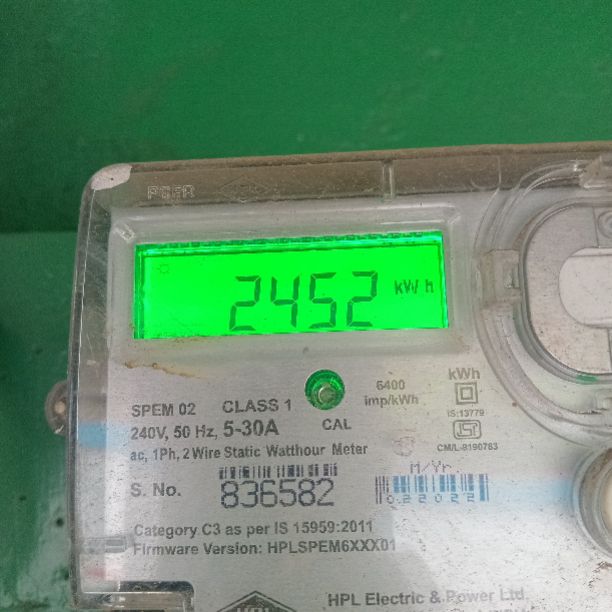 2452 kWh
6400
imp/kWh
kWh
SPEM 02 CLASS 1
CAL
IS:13779
240V, 50 Hz, 5-30A
ac, 1Ph, 2 Wire Static Watthour Meter
M/Yr.
S. No. 836582
Category C3 as per IS 15959:2011
Firmware Version: HPLSPEM6XXX01
HPL Electric & Power Ltd.